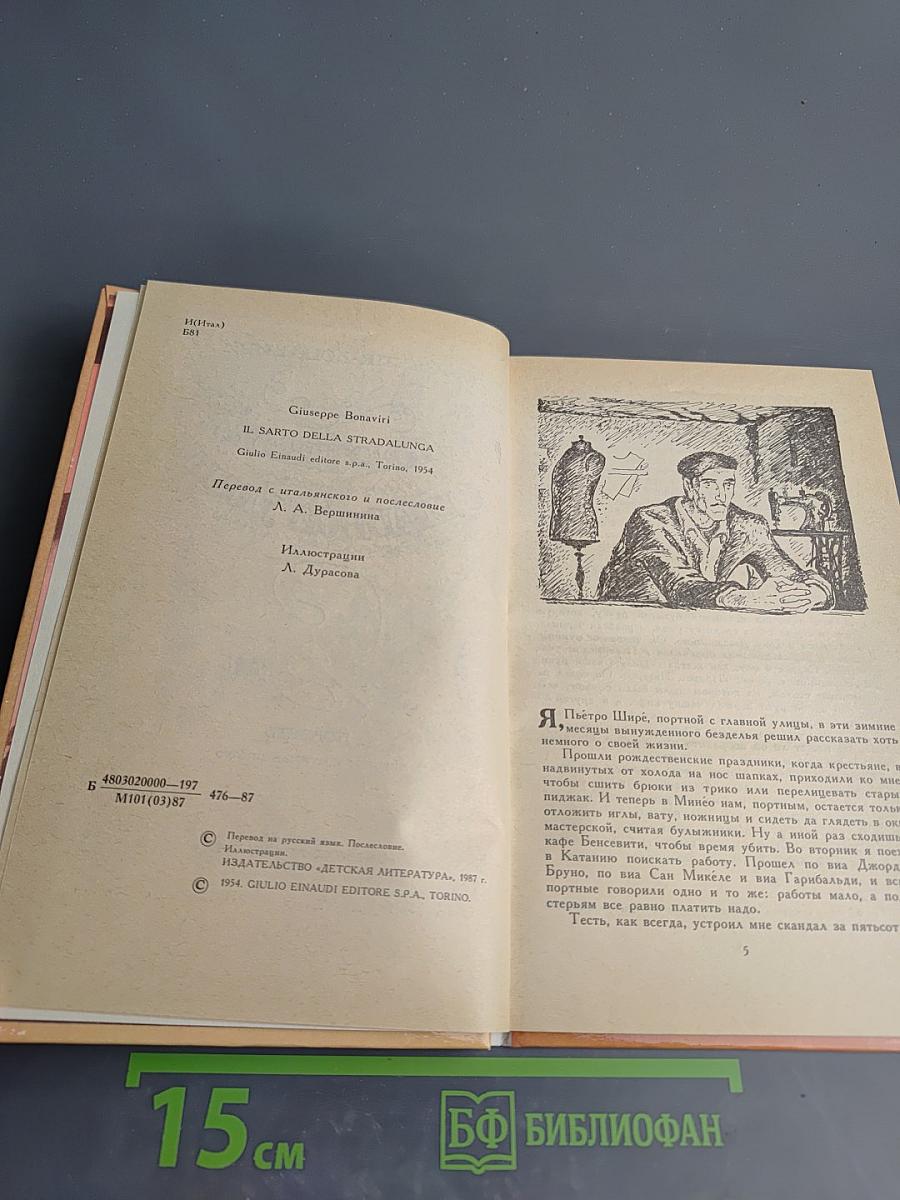 И(Итал)
Б81
Giuseppe Bonaviri
IL SARTO DELLA STRADALUNGA
Giulio Einaudi editore s.p.a., Torino, 1954
Перевод с итальянского и послесловие
Л. А. Вершинина
Иллюстрации
Л. Дурасова
Б 4803020000—197
М101(03)87 476—87
© Перевод на русский язык. Послесловие.
Иллюстрации.
ИЗДАТЕЛЬСТВО «ДЕТСКАЯ ЛИТЕРАТУРА», 1987 г.
© 1954. GIULIO EINAUDI EDITORE S.P.A., TORINO.
Я, Пье́тро Шире́, портной с главной улицы, в эти зимние
месяцы вынужденного безделья решил рассказать хоть
немного о своей жизни.
Прошли рождественские праздники, когда крестьяне, в
надвинутых от холода на нос шапках, приходили ко мне,
чтобы сшить брюки из трико или перелицевать стары
пиджак. И теперь в Мине́о нам, портным, остается тольк
отложить иглы, вату, ножницы и сидеть да глядеть в ок
мастерской, считая булыжники. Ну а иной раз сходишь
кафе Бенсевити, чтобы время убить. Во вторник я поех
в Катанию поискать работу. Прошел по виа Джорд
Бруно, по виа Сан Мике́ле и виа Гарибальди, и вс
портные говорили одно и то же: работы мало, а по
стерьям все равно платить надо.
Тесть, как всегда, устроил мне скандал за пятьсот
5
15 см
БФ БИБЛИОФАН